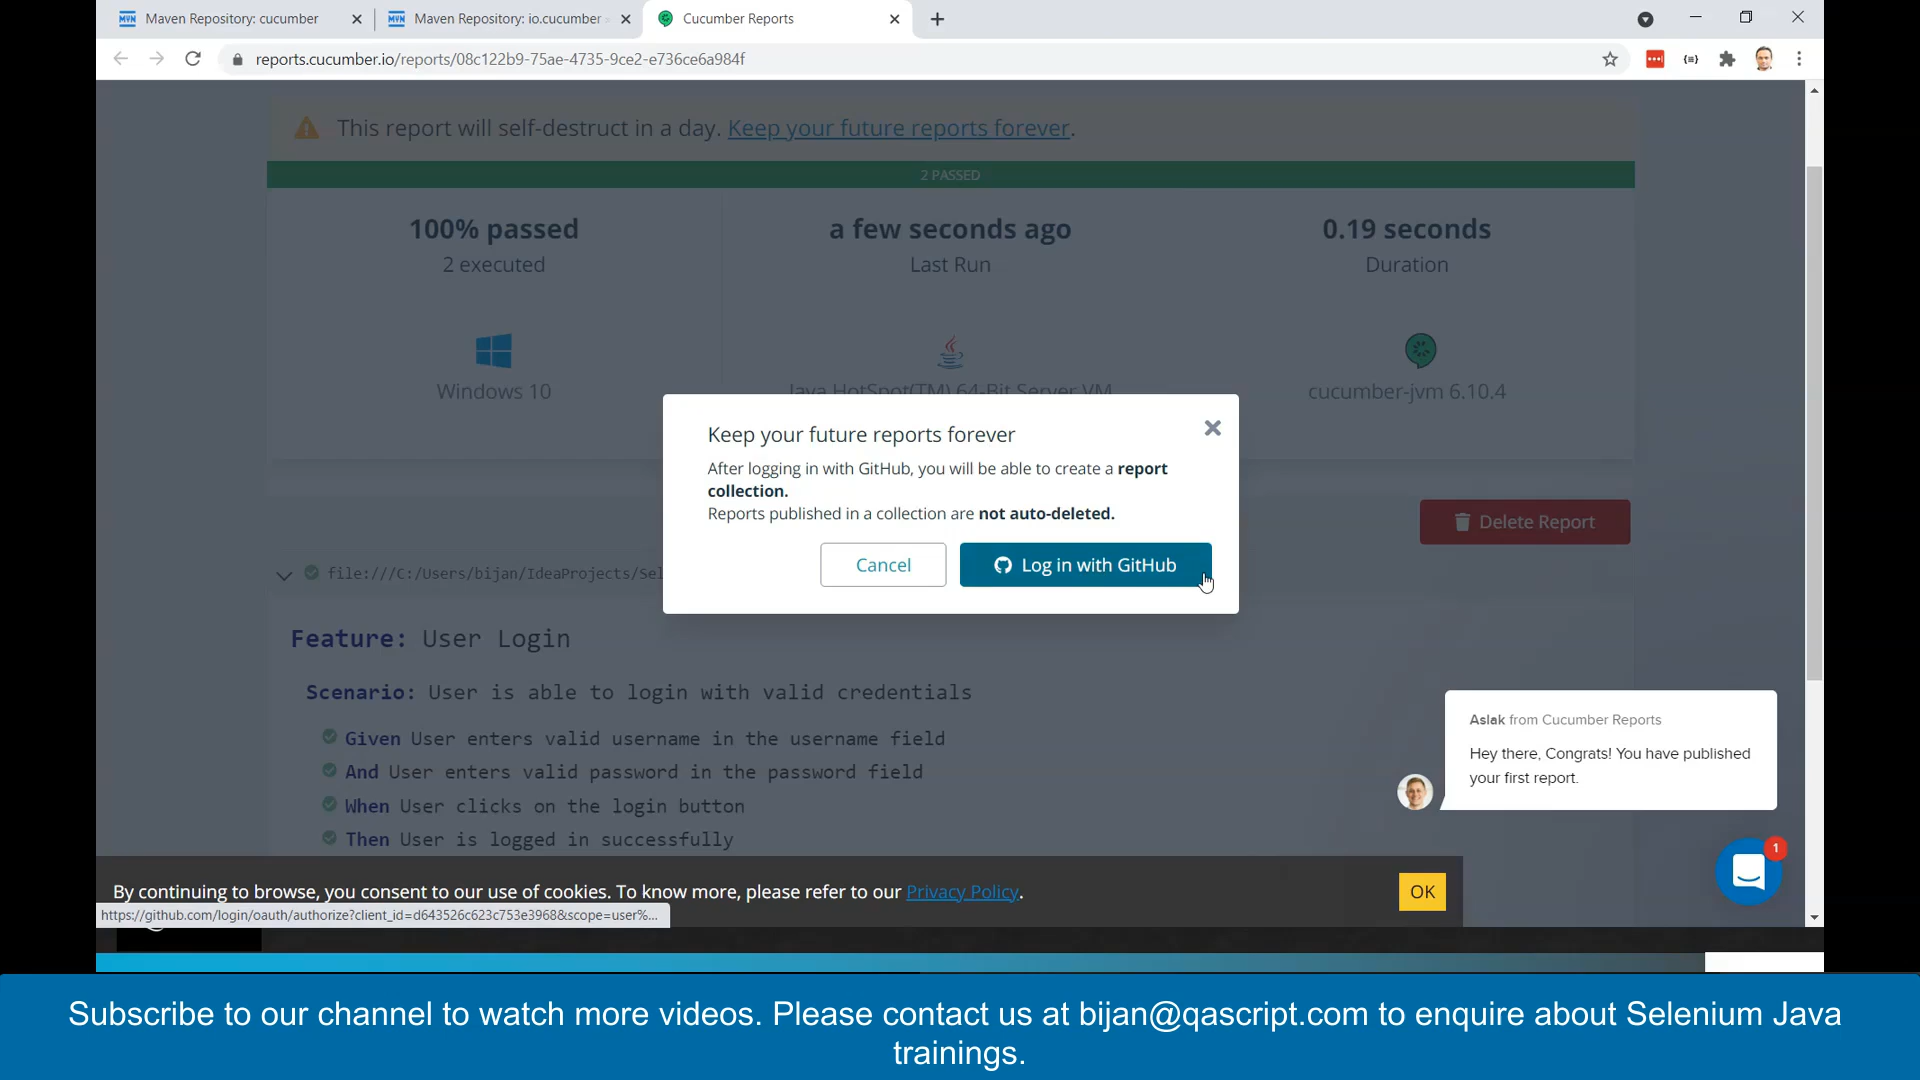 Maven Repository: cucumber
Maven Repository: io.cucumber
Cucumber Reports
reports.cucumber.io/reports/08c122b9-75ae-4735-9ce2-e736ce6a984f
This report will self-destruct in a day. Keep your future reports forever.
2 PASSED
100% passed
2 executed
a few seconds ago
Last Run
0.19 seconds
Duration
Windows 10
Java HotSpot(TM) 64-Bit Server VM
cucumber-jvm 6.10.4
Keep your future reports forever
After logging in with GitHub, you will be able to create a report
collection.
Reports published in a collection are not auto-deleted.
Cancel
Log in with GitHub
Delete Report
file:///C:/Users/bijan/IdeaProjects/Sel
Feature: User Login
Scenario: User is able to login with valid credentials
Given User enters valid username in the username field
And User enters valid password in the password field
When User clicks on the login button
Then User is logged in successfully
Aslak from Cucumber Reports
Hey there, Congrats! You have published
your first report.
1
By continuing to browse, you consent to our use of cookies. To know more, please refer to our Privacy Policy.
OK
https://github.com/login/oauth/authorize?client_id=d643526c623c753e3968&scope=user%...
Subscribe to our channel to watch more videos. Please contact us at bijan@qascript.com to enquire about Selenium Java
trainings.